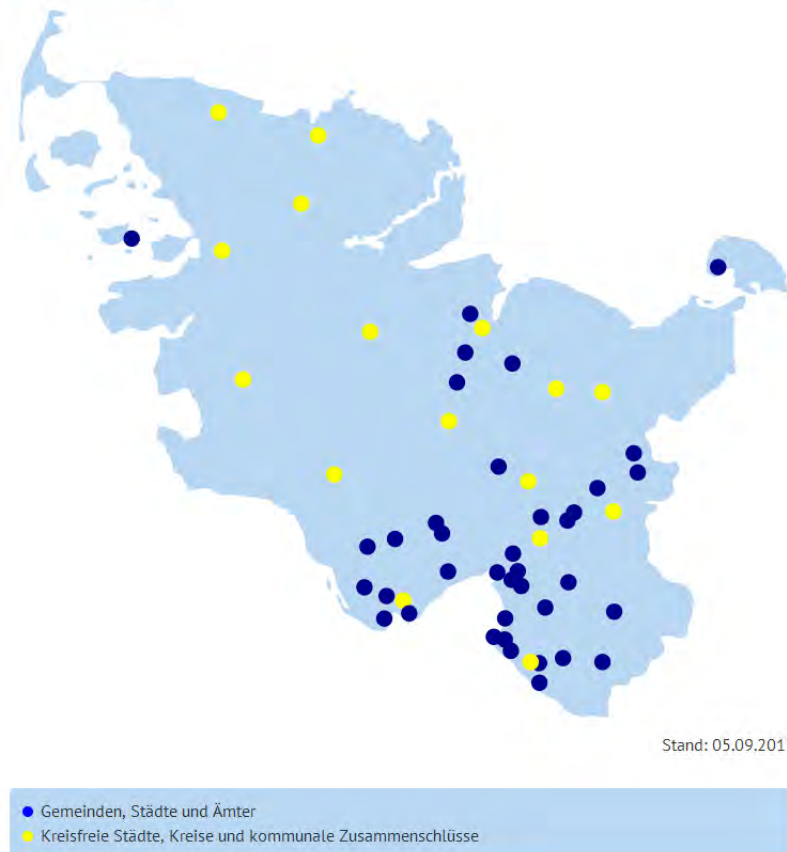 Stand: 05.09.201
Gemeinden, Städte und Ämter
Kreisfreie Städte, Kreise und kommunale Zusammenschlüsse